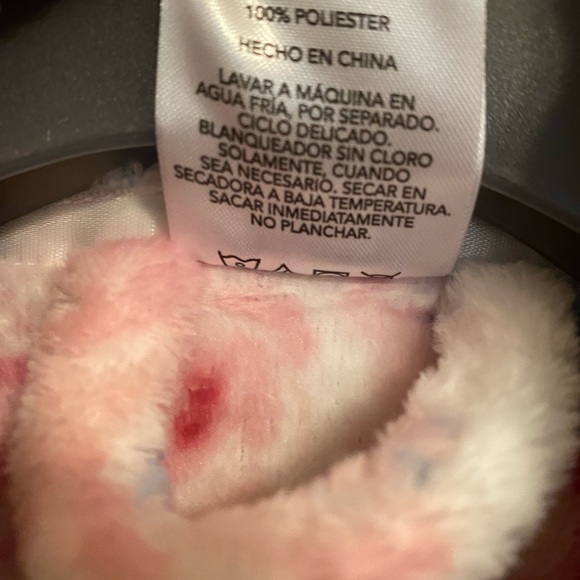 100% POLIESTER
HECHO EN CHINA
LAVAR A MÁQUINA EN
AGUA FRÍA, POR SEPARADO.
CICLO DELICADO.
BLANQUEADOR SIN CLORO
SOLAMENTE, CUANDO
SEA NECESARIO. SECAR EN
SECADORA A BAJA TEMPERATURA.
SACAR INMEDIATAMENTE
NO PLANCHAR.